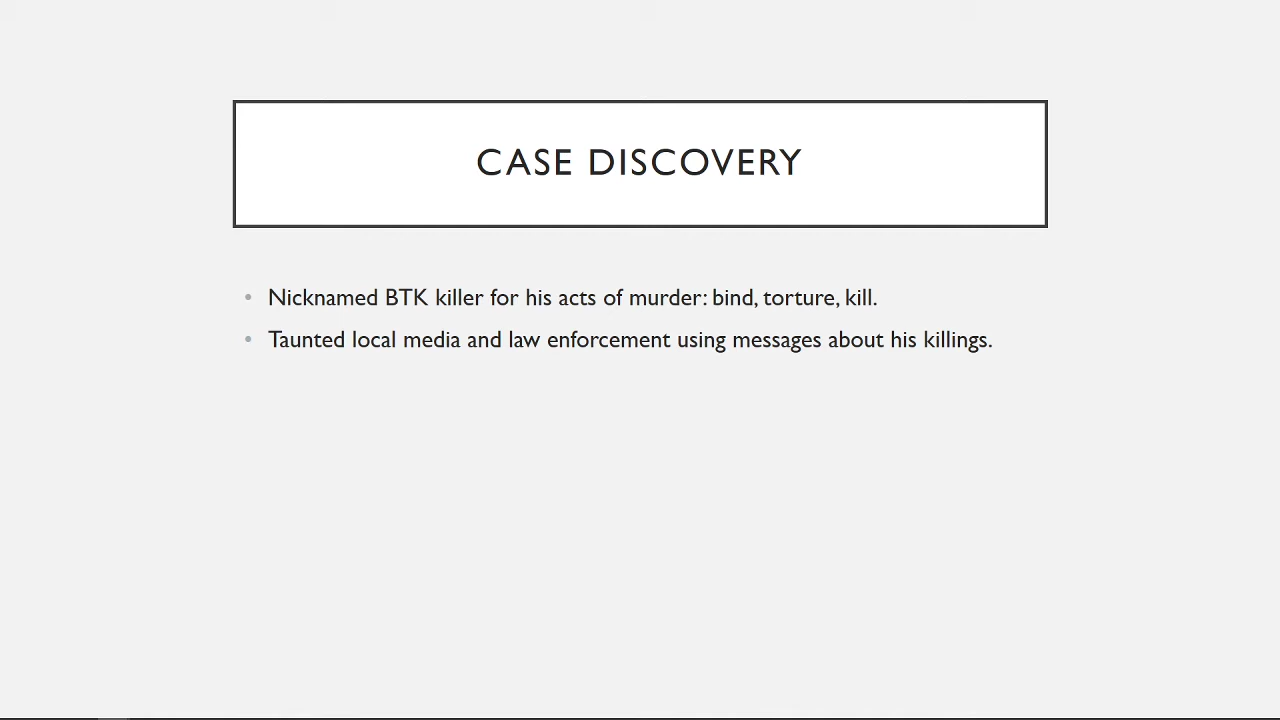 CASE DISCOVERY
• Nicknamed BTK killer for his acts of murder: bind, torture, kill.
• Taunted local media and law enforcement using messages about his killings.